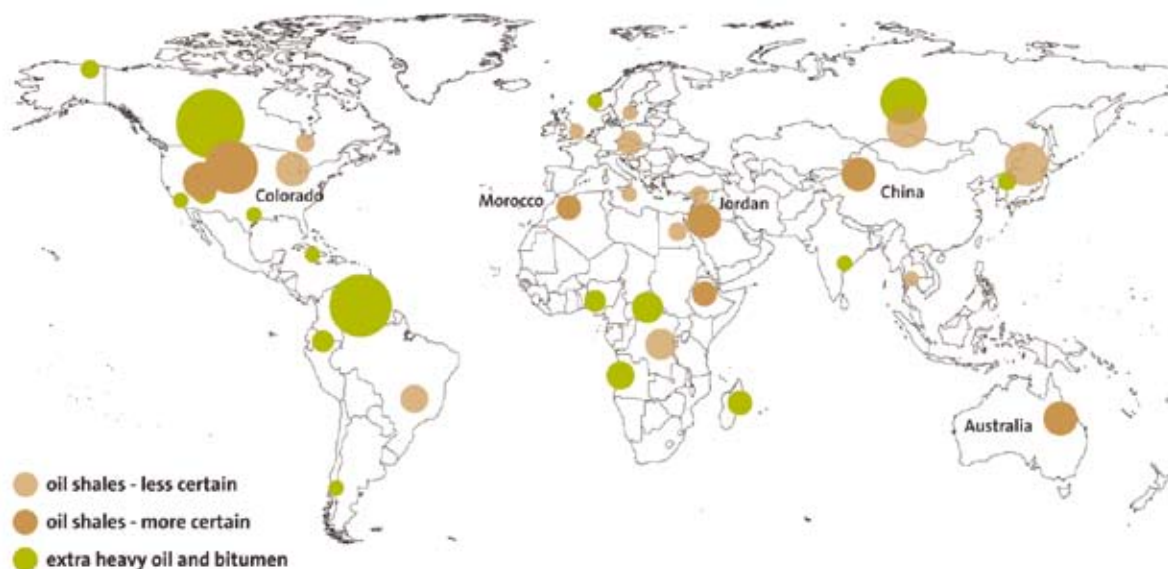 Colorado
Morocco
Jordan
China
Australia
oil shales - less certain
oil shales - more certain
extra heavy oil and bitumen